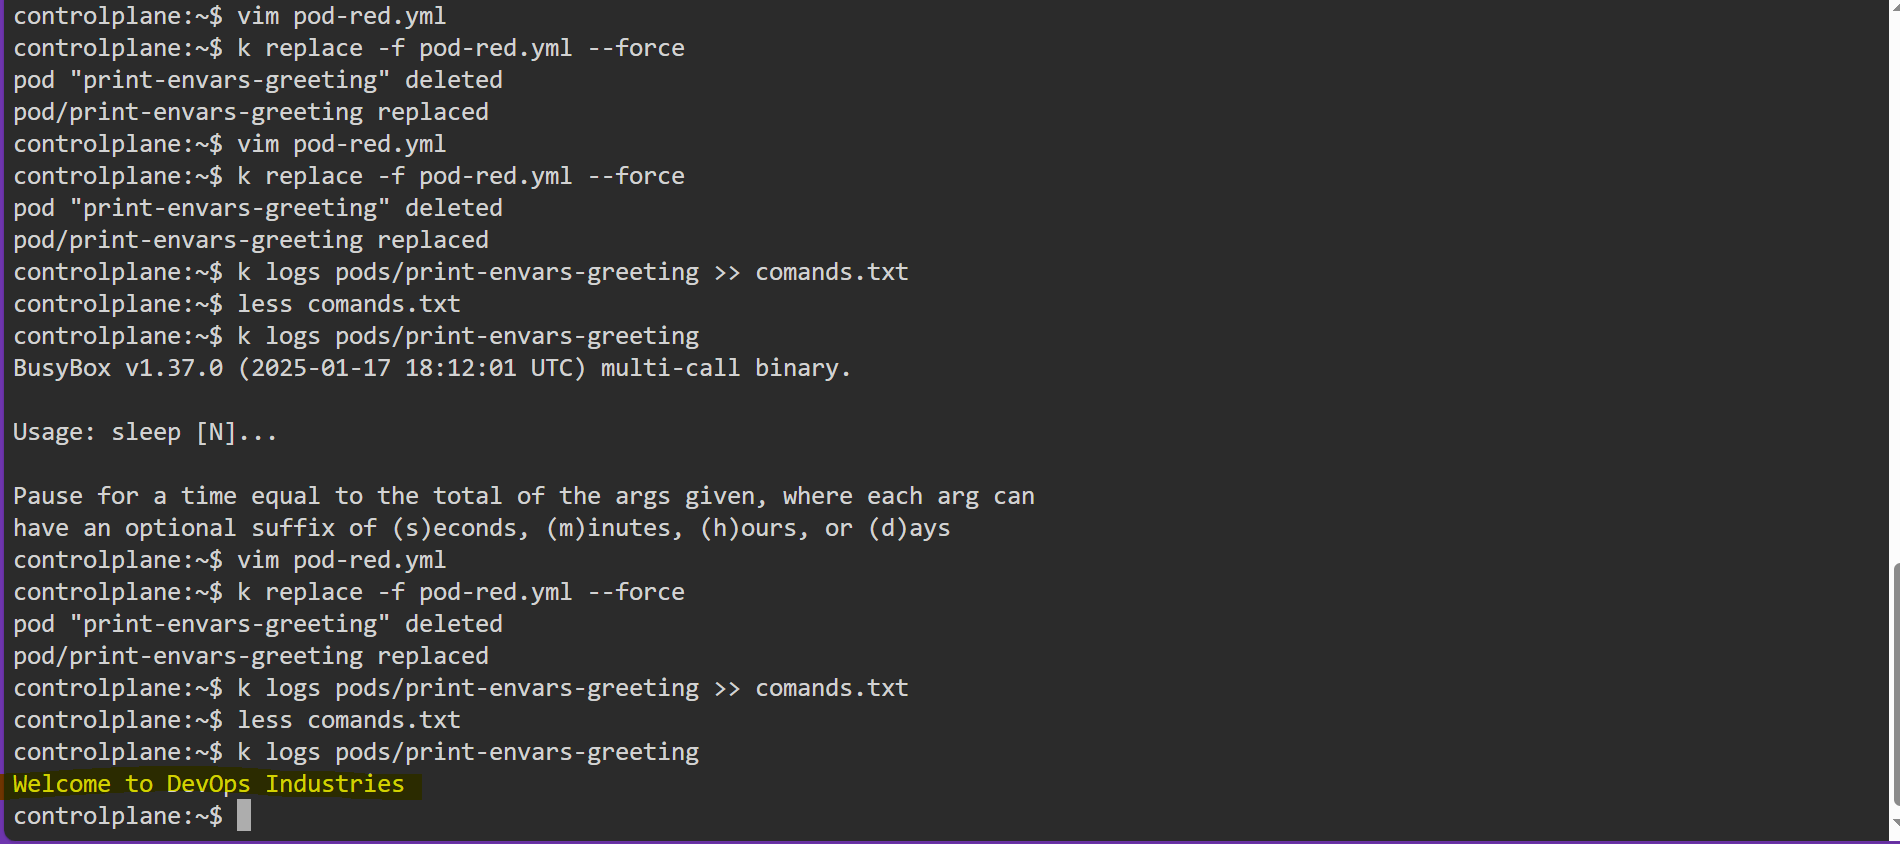 controlplane:~$ vim pod-red.yml
controlplane:~$ k replace -f pod-red.yml --force
pod "print-envars-greeting" deleted
pod/print-envars-greeting replaced
controlplane:~$ vim pod-red.yml
controlplane:~$ k replace -f pod-red.yml --force
pod "print-envars-greeting" deleted
pod/print-envars-greeting replaced
controlplane:~$ k logs pods/print-envars-greeting >> comands.txt
controlplane:~$ less comands.txt
controlplane:~$ k logs pods/print-envars-greeting
BusyBox v1.37.0 (2025-01-17 18:12:01 UTC) multi-call binary.

Usage: sleep [N]...

Pause for a time equal to the total of the args given, where each arg can
have an optional suffix of (s)econds, (m)inutes, (h)ours, or (d)ays
controlplane:~$ vim pod-red.yml
controlplane:~$ k replace -f pod-red.yml --force
pod "print-envars-greeting" deleted
pod/print-envars-greeting replaced
controlplane:~$ k logs pods/print-envars-greeting >> comands.txt
controlplane:~$ less comands.txt
controlplane:~$ k logs pods/print-envars-greeting
Welcome to DevOps Industries
controlplane:~$